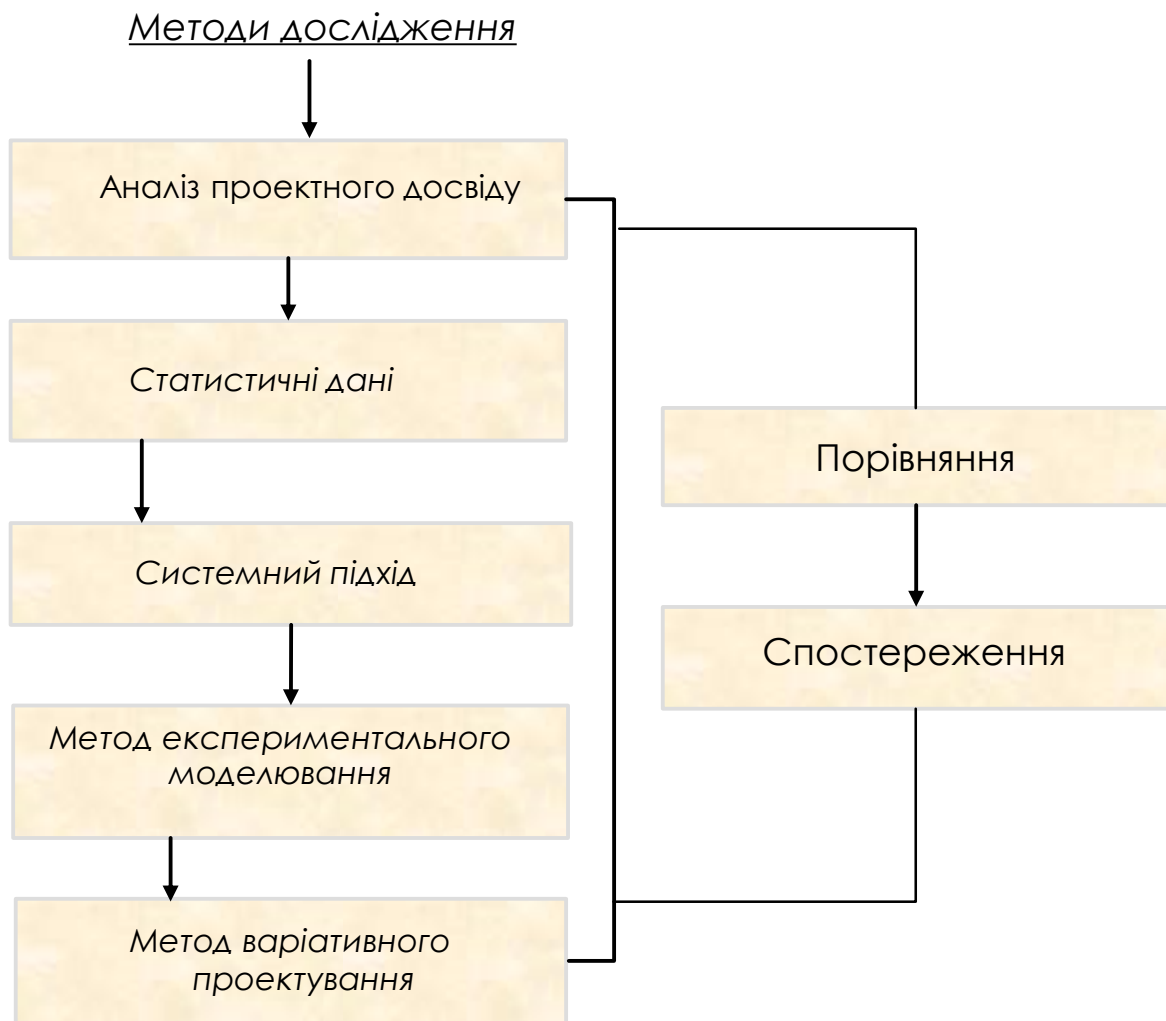 Методи дослідження
Аналіз проектного досвіду
Статистичні дані
Системний підхід
Метод експериментального
моделювання
Метод варіативного
проектування
Порівняння
Спостереження